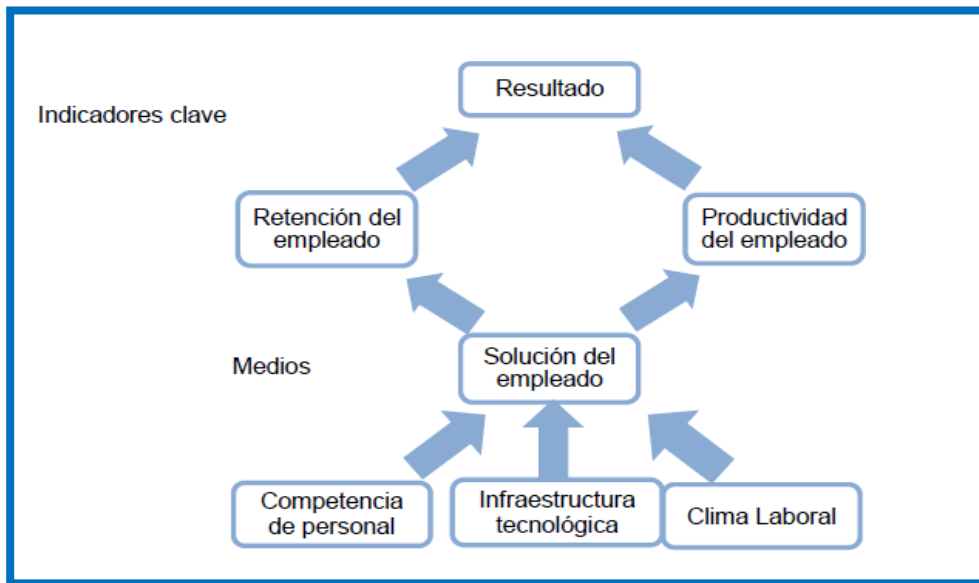 Resultado
Indicadores clave
Retención del
empleado
Productividad
del empleado
Solución del
empleado
Medios
Competencia
de personal
Infraestructura
tecnológica
Clima Laboral